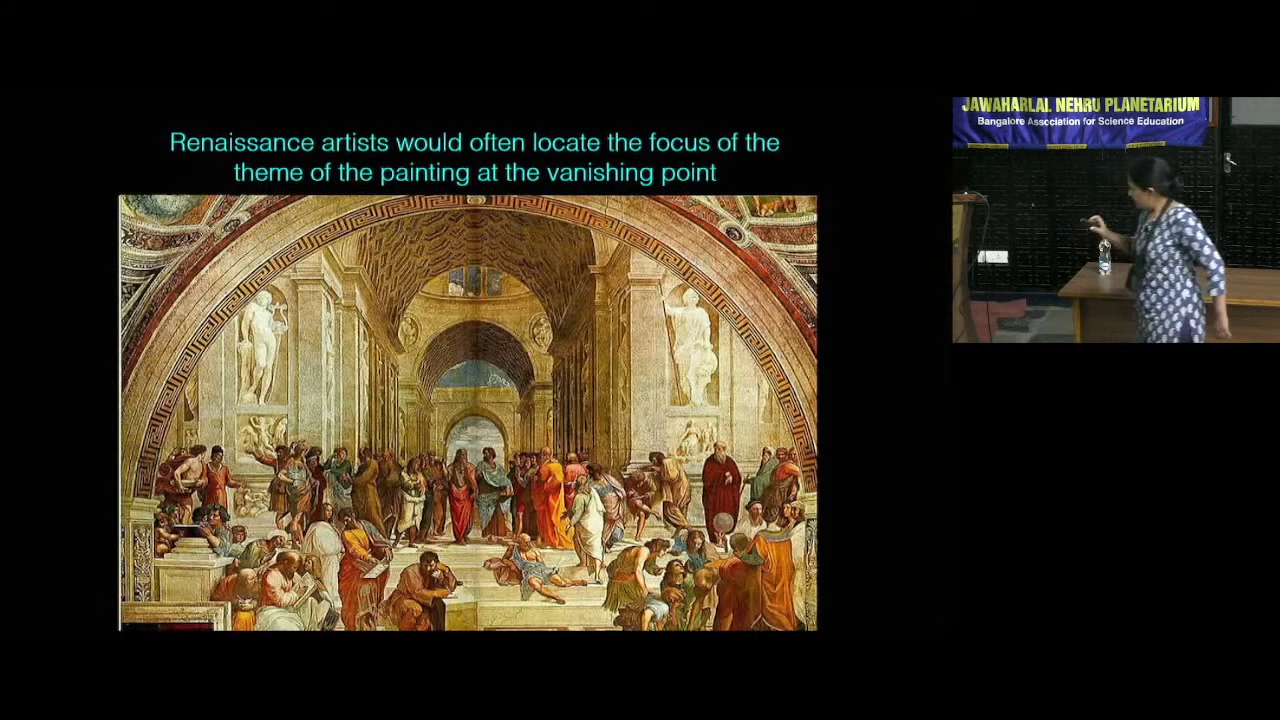 Renaissance artists would often locate the focus of the
theme of the painting at the vanishing point
JAWAHARLAL NEHRU PLANETARIUM
Bangalore Association for Science Education